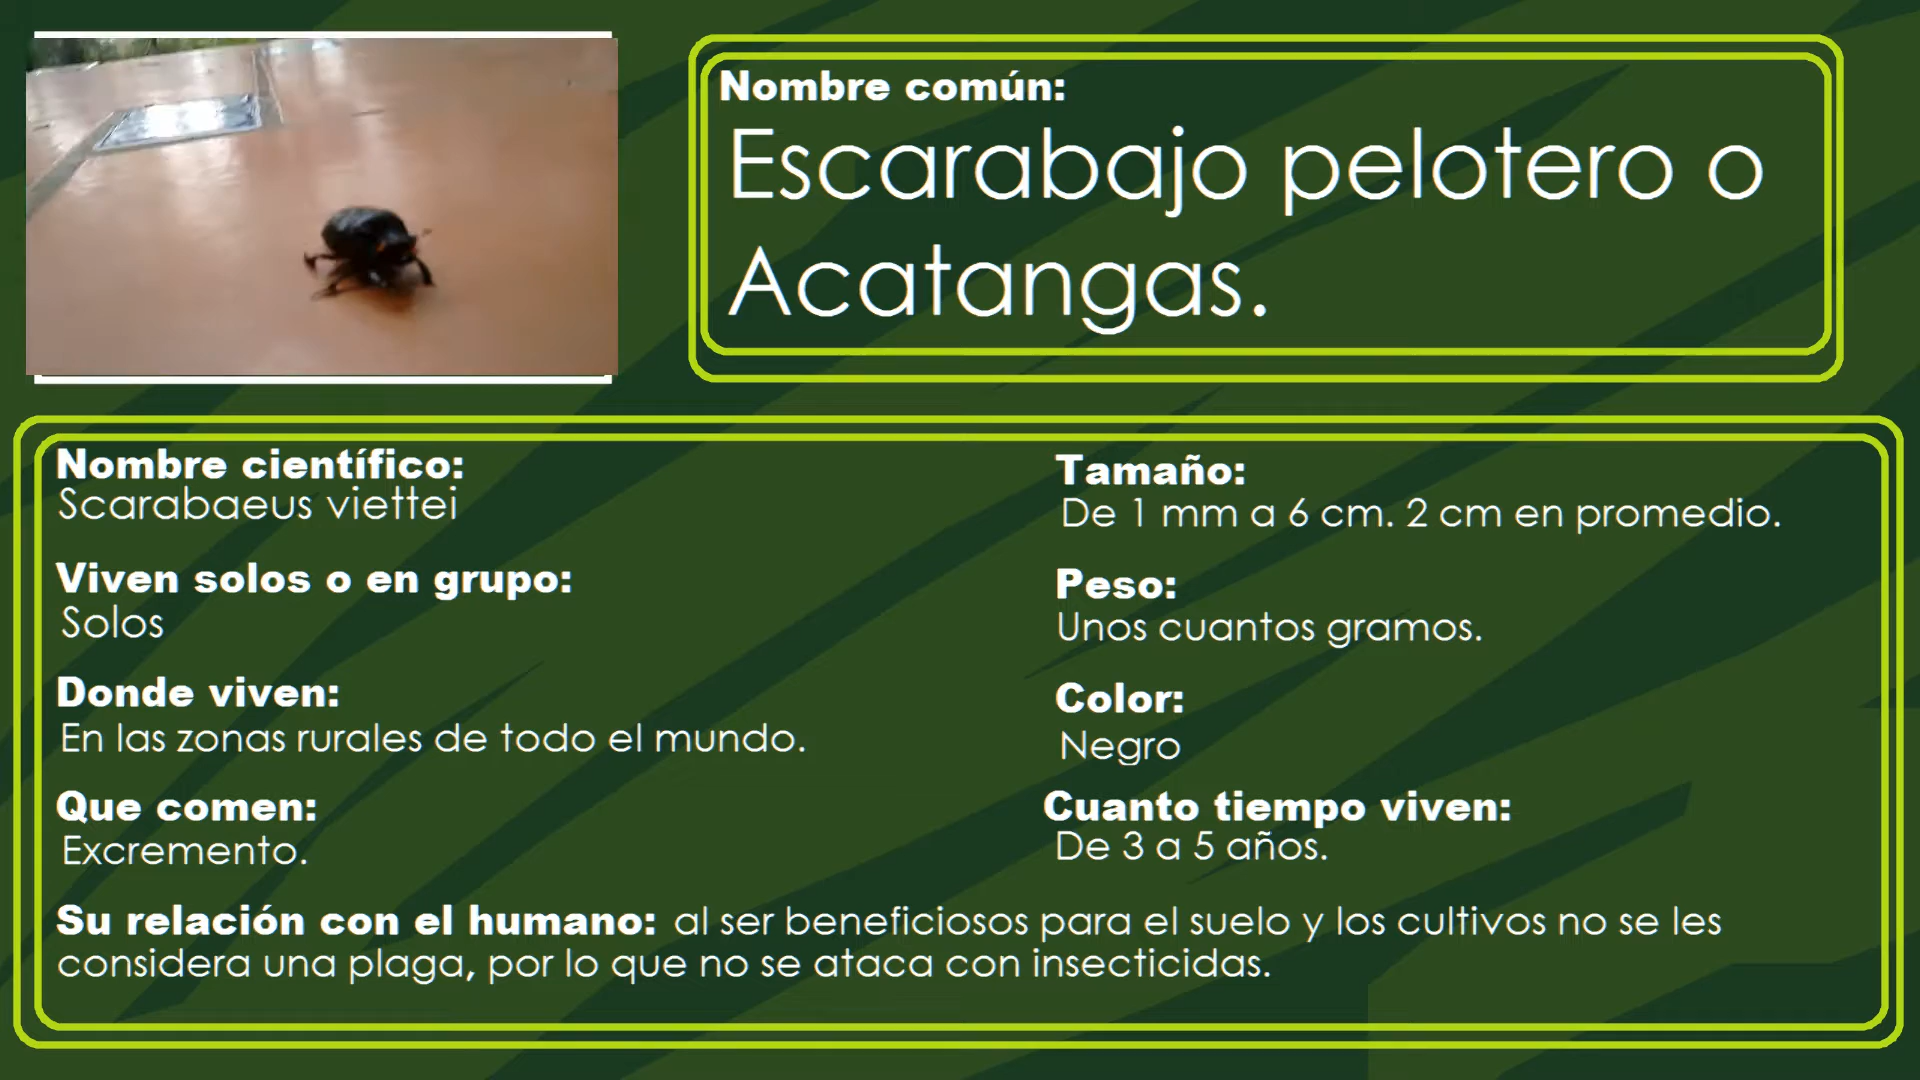 Nombre común:
Escarabajo pelotero o
Acatangas.
Nombre científico:
Scarabaeus viettei
Viven solos o en grupo:
Solos
Donde viven:
En las zonas rurales de todo el mundo.
Que comen:
Excremento.
Tamaño:
De 1 mm a 6 cm. 2 cm en promedio.
Peso:
Unos cuantos gramos.
Color:
Negro
Cuanto tiempo viven:
De 3 a 5 años.
Su relación con el humano: al ser beneficiosos para el suelo y los cultivos no se les
considera una plaga, por lo que no se ataca con insecticidas.